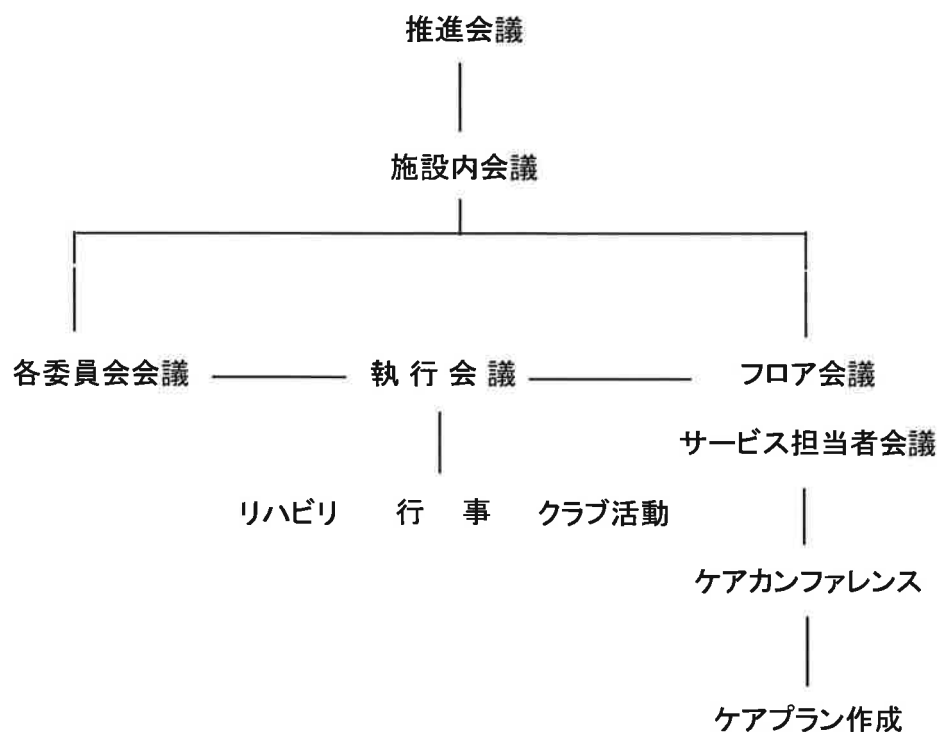 推進会議
施設内会議
各委員会会議 執行会議 フロア会議
サービス担当者会議
リハビリ 行事 クラブ活動
ケアカンファレンス
ケアプラン作成